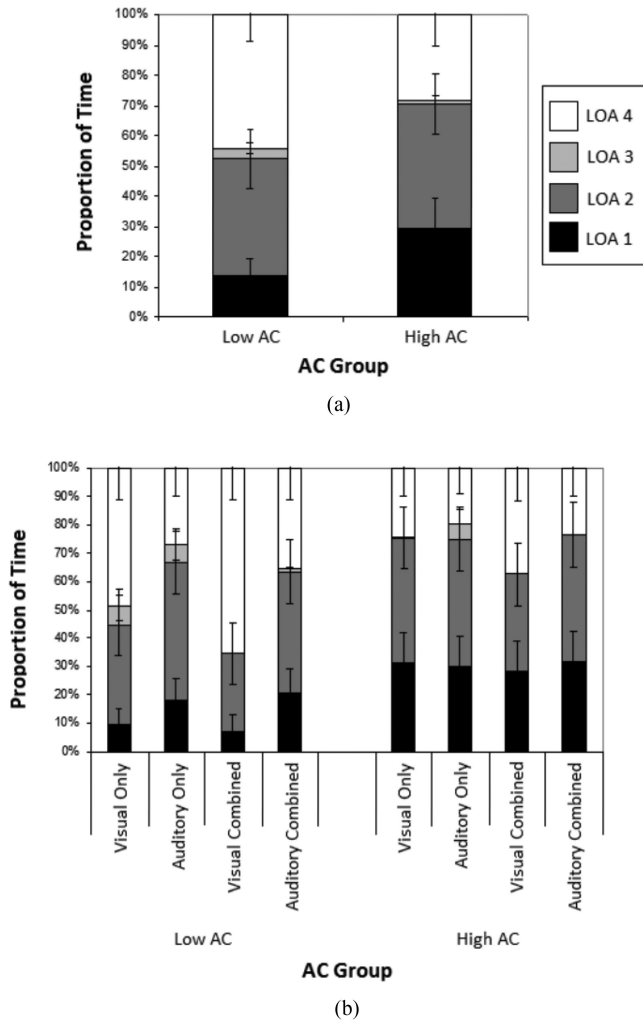 100%
90%
80%
70%
60%
50%
40%
30%
20%
10%
0%
Proportion of Time
Low AC
High AC
AC Group
LOA 4
LOA 3
LOA 2
LOA 1
(a)
100%
90%
80%
70%
60%
50%
40%
30%
20%
10%
0%
Proportion of Time
Visual Only
Auditory Only
Visual Combined
Auditory Combined
Visual Only
Auditory Only
Visual Combined
Auditory Combined
Low AC
High AC
AC Group
(b)